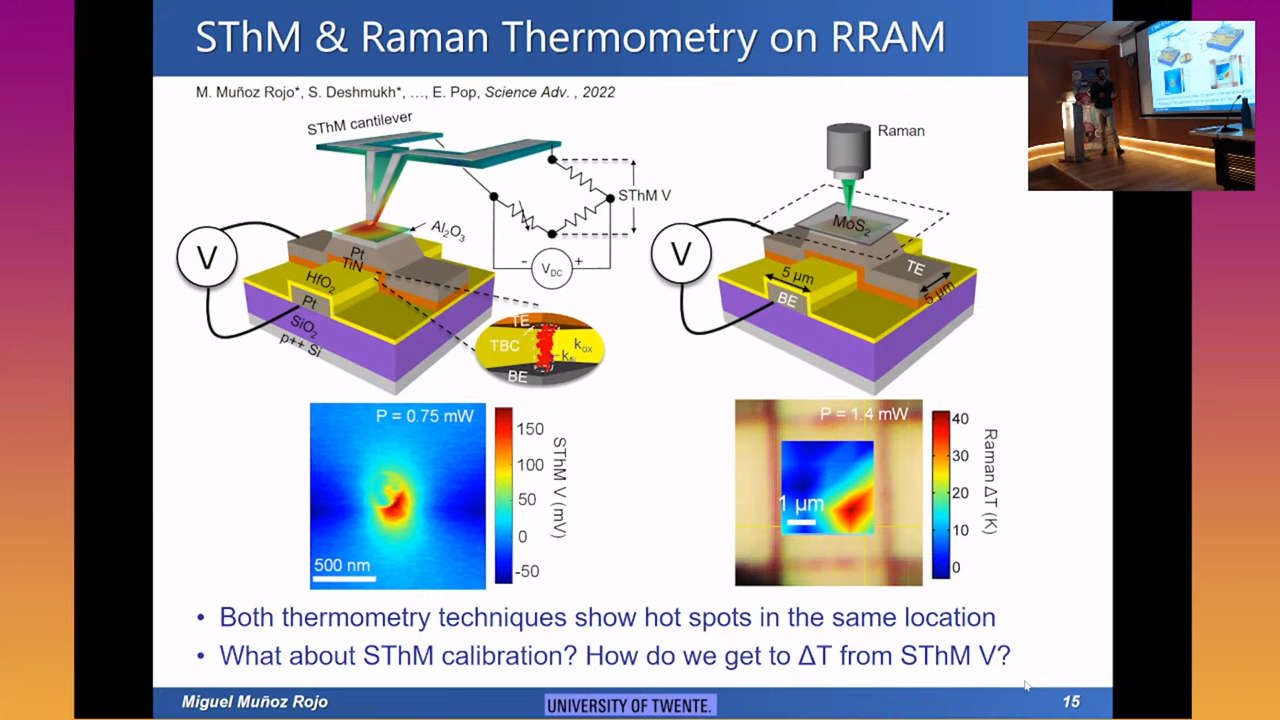 SThM & Raman Thermometry on RRAM
M. Muñoz Rojo*, S. Deshmukh*, …, E. Pop, Science Adv. , 2022
SThM cantilever
SThM V
V
Al₂O₃
Pt
TiN
HfO₂
Pt
SiO₂
p++ Si
- +
V_DC
TE
TBC
k_ox
BE
Raman
V
MoS₂
TE
5 μm
5 μm
BE
P = 0.75 mW
500 nm
150
100
50
0
-50
SThM V (mV)
P = 1.4 mW
1 μm
40
30
20
10
0
Raman ΔT (K)
• Both thermometry techniques show hot spots in the same location
• What about SThM calibration? How do we get to ΔT from SThM V?
Miguel Muñoz Rojo
UNIVERSITY OF TWENTE.
15